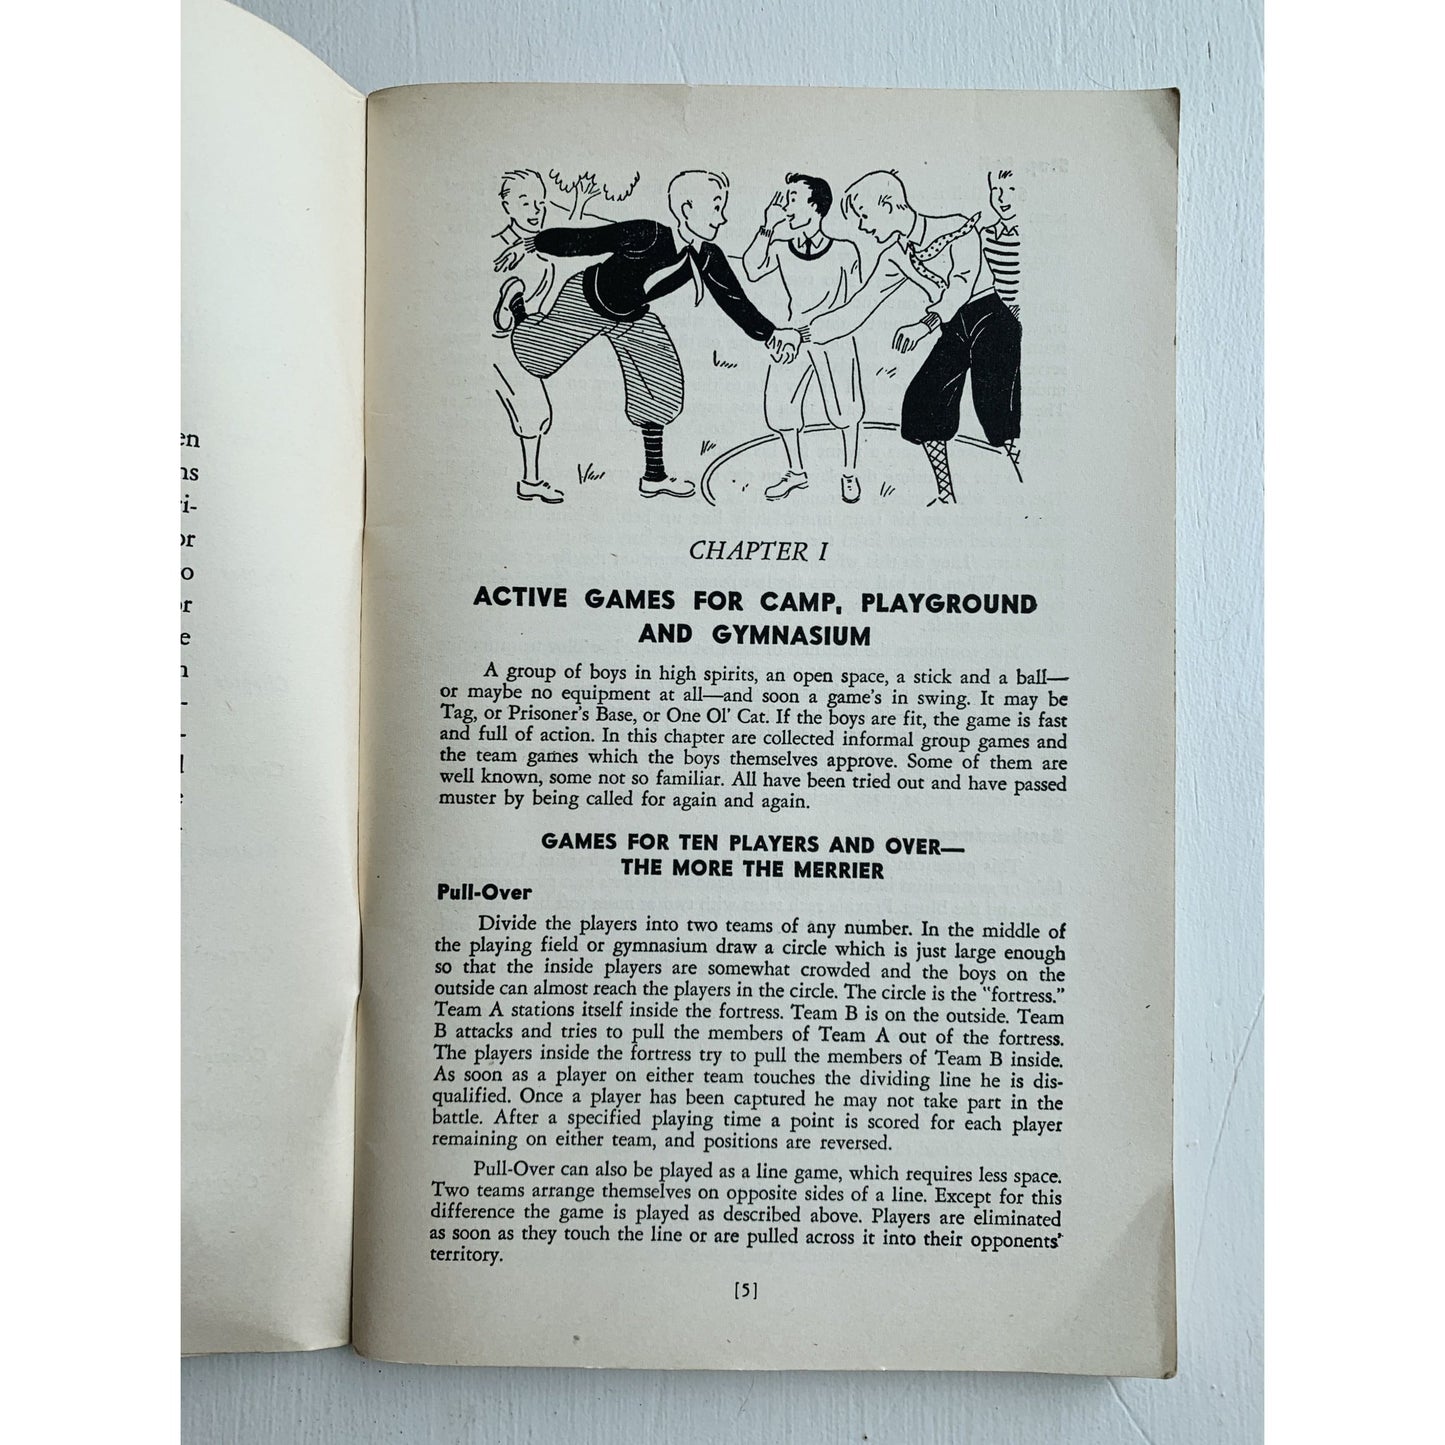 en
ns
ri-
or
o
or
e
n
-
-
l
CHAPTER I
ACTIVE GAMES FOR CAMP, PLAYGROUND
AND GYMNASIUM
A group of boys in high spirits, an open space, a stick and a ball—
or maybe no equipment at all—and soon a game's in swing. It may be
Tag, or Prisoner's Base, or One Ol' Cat. If the boys are fit, the game is fast
and full of action. In this chapter are collected informal group games and
the team games which the boys themselves approve. Some of them are
well known, some not so familiar. All have been tried out and have passed
muster by being called for again and again.
GAMES FOR TEN PLAYERS AND OVER—
THE MORE THE MERRIER
Pull-Over
Divide the players into two teams of any number. In the middle of
the playing field or gymnasium draw a circle which is just large enough
so that the inside players are somewhat crowded and the boys on the
outside can almost reach the players in the circle. The circle is the "fortress."
Team A stations itself inside the fortress. Team B is on the outside. Team
B attacks and tries to pull the members of Team A out of the fortress.
The players inside the fortress try to pull the members of Team B inside.
As soon as a player on either team touches the dividing line he is dis-
qualified. Once a player has been captured he may not take part in the
battle. After a specified playing time a point is scored for each player
remaining on either team, and positions are reversed.
Pull-Over can also be played as a line game, which requires less space.
Two teams arrange themselves on opposite sides of a line. Except for this
difference the game is played as described above. Players are eliminated
as soon as they touch the line or are pulled across it into their opponents'
territory.
[5]